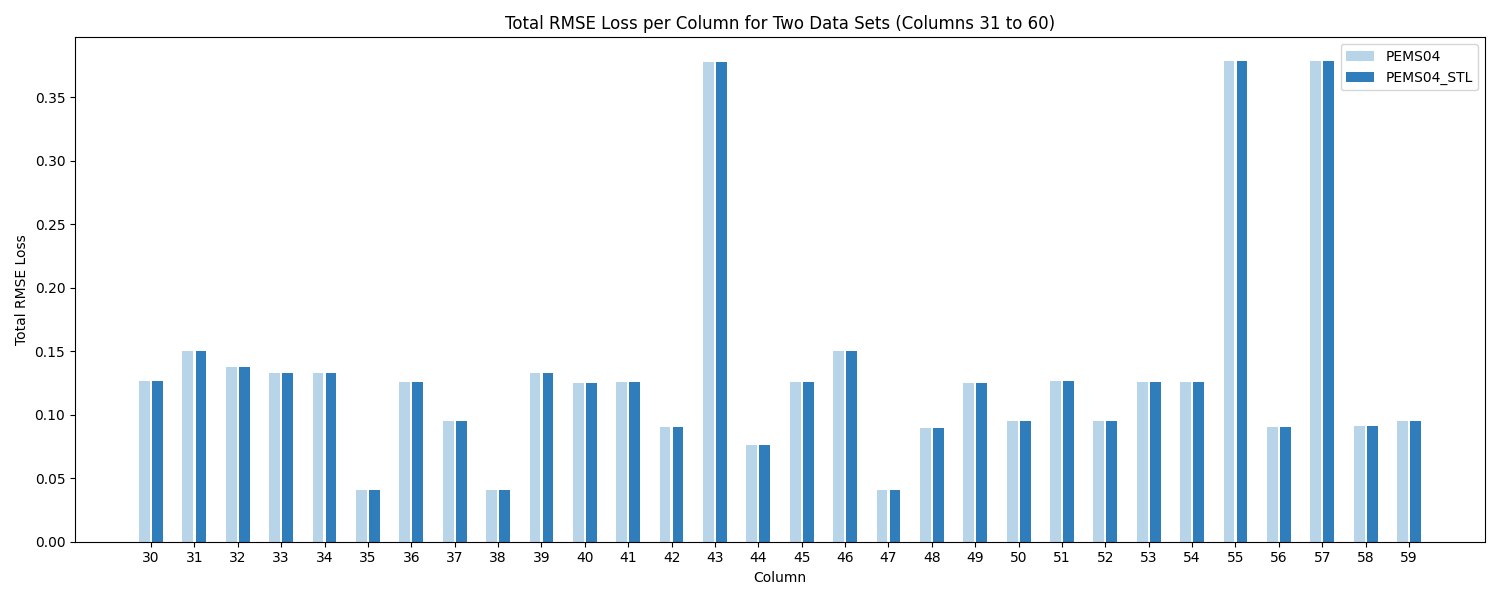 Total RMSE Loss per Column for Two Data Sets (Columns 31 to 60)
PEMS04
PEMS04_STL
Total RMSE Loss
0.35
0.30
0.25
0.20
0.15
0.10
0.05
0.00
30 31 32 33 34 35 36 37 38 39 40 41 42 43 44 45 46 47 48 49 50 51 52 53 54 55 56 57 58 59
Column